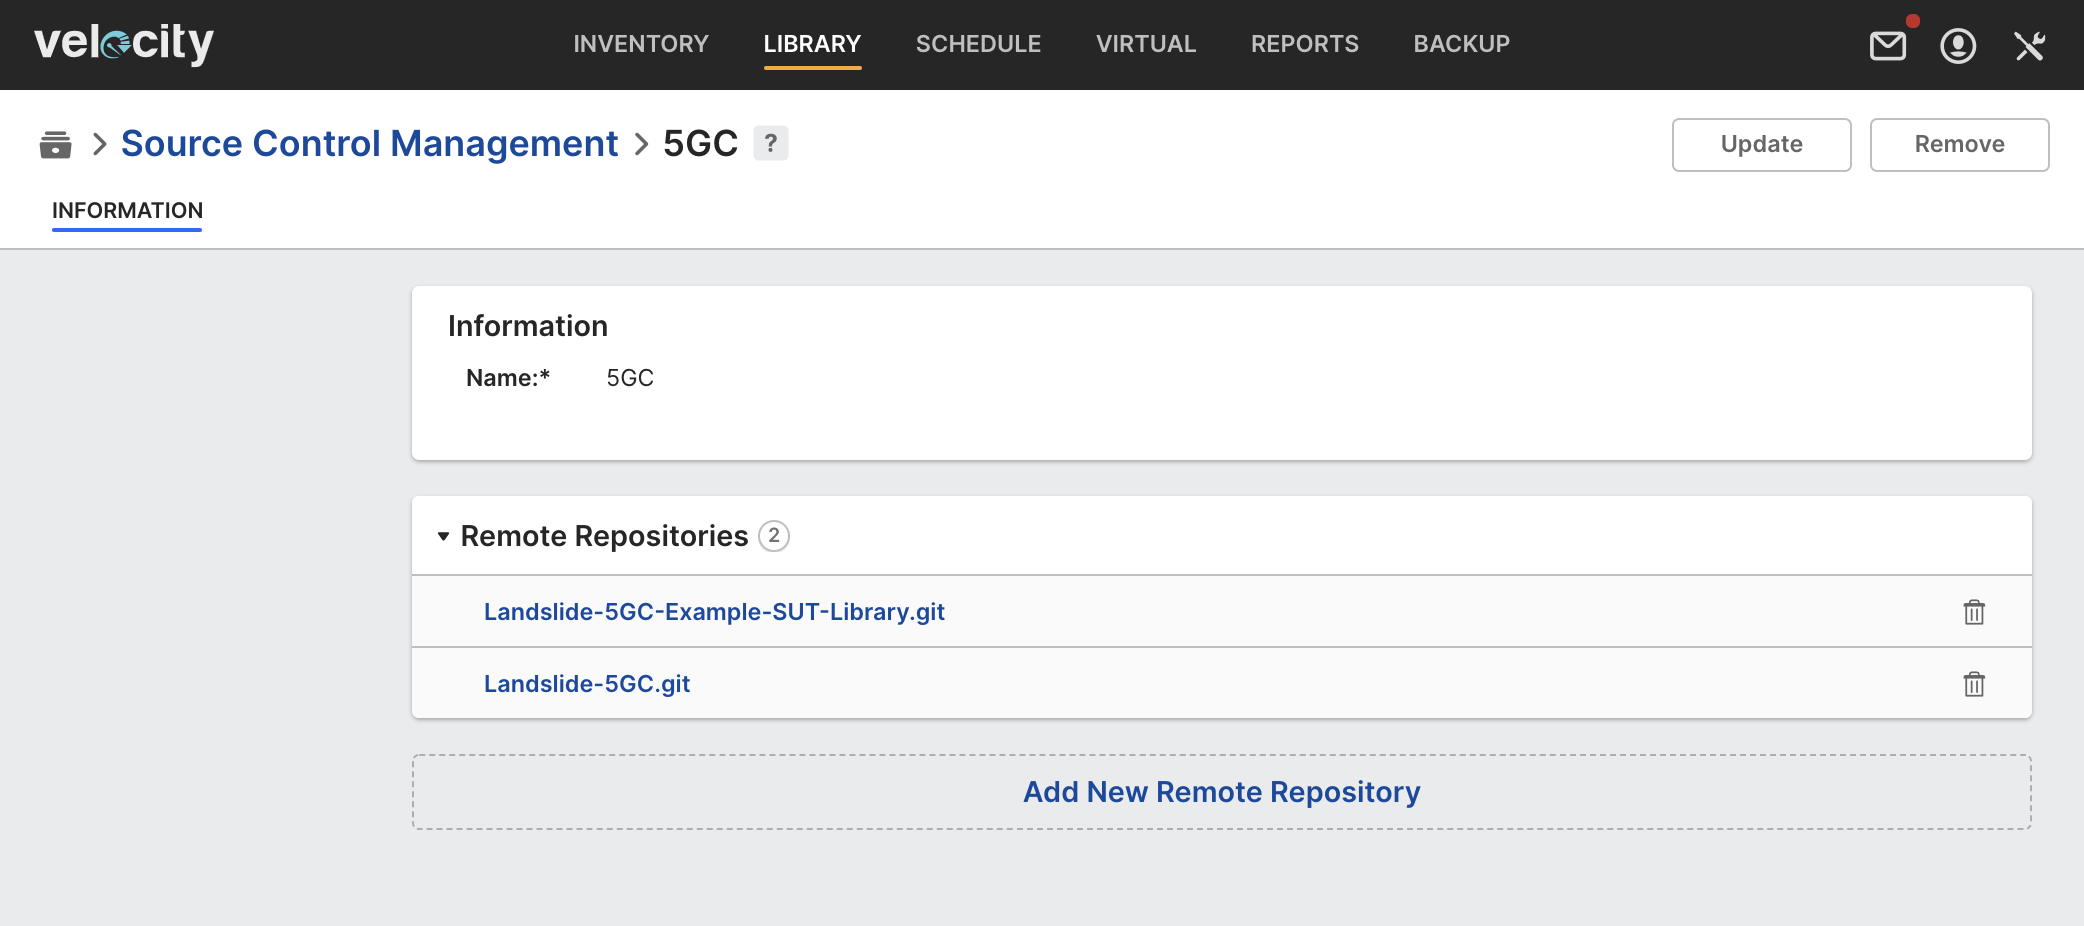 velocity
INVENTORY LIBRARY SCHEDULE VIRTUAL REPORTS BACKUP
> Source Control Management > 5GC ?
Update Remove
INFORMATION
Information
Name:* 5GC
Remote Repositories 2
Landslide-5GC-Example-SUT-Library.git
Landslide-5GC.git
Add New Remote Repository